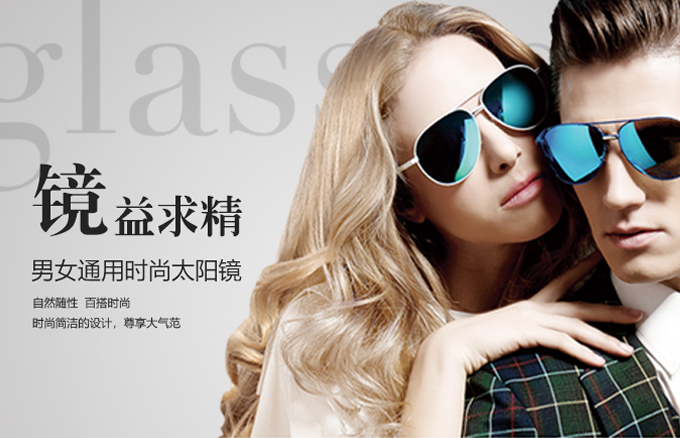 glasses
镜益求精
男女通用时尚太阳镜
自然随性 百搭时尚
时尚简洁的设计，尊享大气范